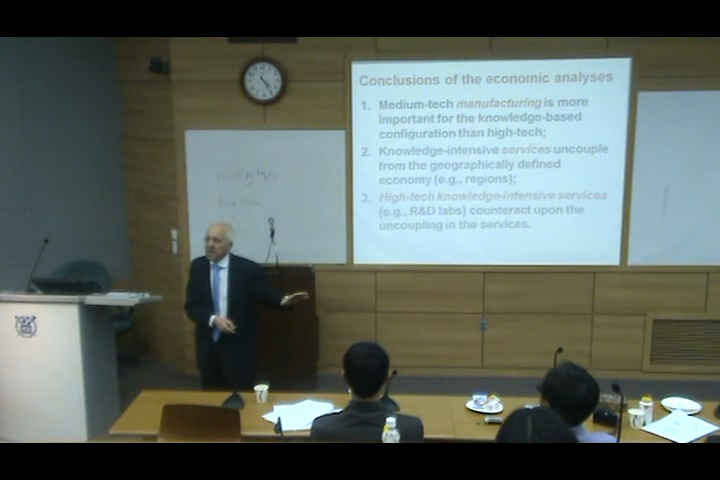 Conclusions of the economic analyses
1. Medium-tech manufacturing is more
important for the knowledge-based
configuration than high-tech;
2. Knowledge-intensive services uncouple
from the geographically defined
economy (e.g., regions);
3. High-tech knowledge-intensive services
(e.g., R&D labs) counteract upon the
uncoupling in the services.